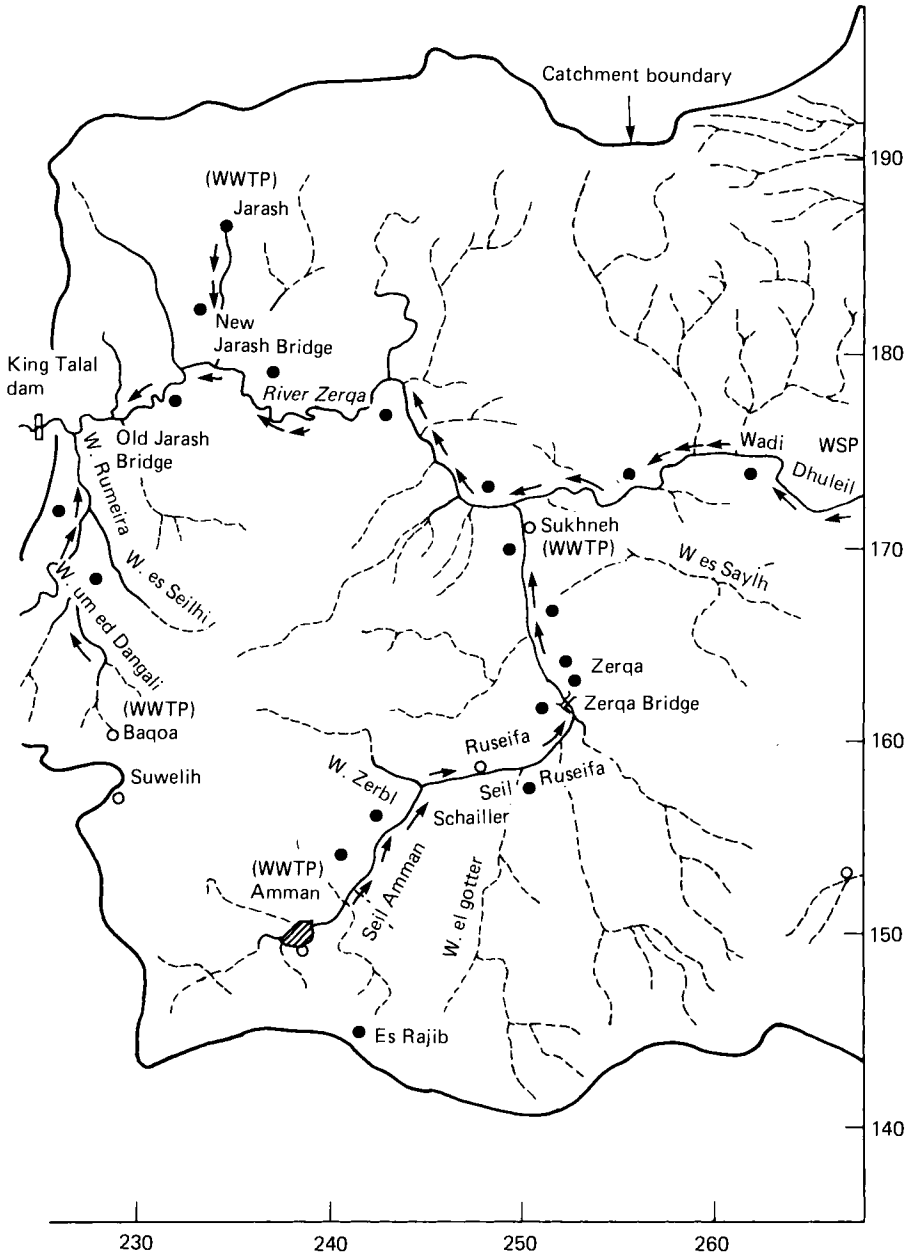 Catchment boundary
190
(WWTP)
Jarash
New
Jarash Bridge
180
King Talal
dam
River Zerqa
Old Jarash
Bridge
Wadi
WSP
Dhuleil
W. Rumeira
Sukhneh
(WWTP)
170
W es Saylh
W. es Seilhi
W. um ed Dangali
Zerqa
Zerqa Bridge
(WWTP)
Baqoa
160
Ruseifa
Suwelih
W. Zerbl
Seil
Ruseifa
Schailler
(WWTP)
Amman
Seil Amman
W. el gotter
150
Es Rajib
140
230
240
250
260